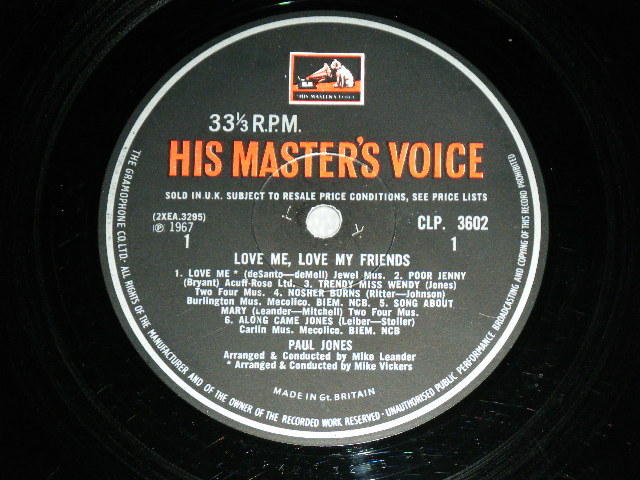 "HIS MASTER'S VOICE"
33⅓ R.P.M.
HIS MASTER'S VOICE
SOLD IN U.K. SUBJECT TO RESALE PRICE CONDITIONS, SEE PRICE LISTS
(2XEA.3295)
℗ 1967
1
CLP. 3602
1
LOVE ME, LOVE MY FRIENDS
1. LOVE ME * (deSanto—deMell) Jewel Mus. 2. POOR JENNY
(Bryant) Acuff-Rose Ltd. 3. TRENDY MISS WENDY (Jones)
Two Four Mus. 4. NOSHER BURNS (Ritter—Johnson)
Burlington Mus. Mecolico. BIEM. NCB. 5. SONG ABOUT
MARY (Leander—Mitchell) Two Four Mus.
6. ALONG CAME JONES (Leiber—Stoller)
Carlin Mus. Mecolico. BIEM. NCB
PAUL JONES
Arranged & Conducted by Mike Leander
* Arranged & Conducted by Mike Vickers
MADE IN Gt. BRITAIN
THE GRAMOPHONE CO. LTD. · ALL RIGHTS OF THE MANUFACTURER AND OF THE OWNER OF THE RECORDED WORK RESERVED · UNAUTHORISED PUBLIC PERFORMANCE BROADCASTING AND COPYING OF THIS RECORD PROHIBITED